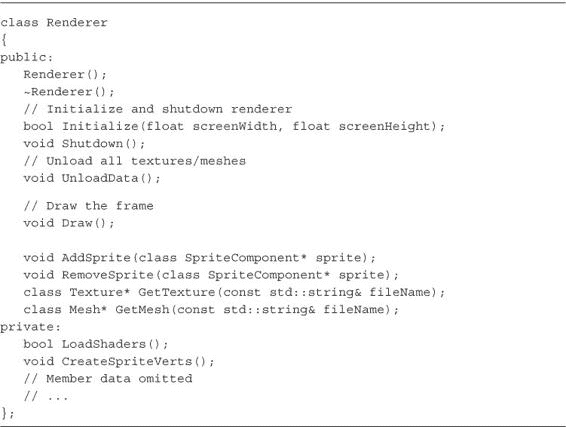 class Renderer
{
public:
   Renderer();
   ~Renderer();
   // Initialize and shutdown renderer
   bool Initialize(float screenWidth, float screenHeight);
   void Shutdown();
   // Unload all textures/meshes
   void UnloadData();
   // Draw the frame
   void Draw();
   void AddSprite(class SpriteComponent* sprite);
   void RemoveSprite(class SpriteComponent* sprite);
   class Texture* GetTexture(const std::string& fileName);
   class Mesh* GetMesh(const std::string& fileName);
private:
   bool LoadShaders();
   void CreateSpriteVerts();
   // Member data omitted
   // ...
};